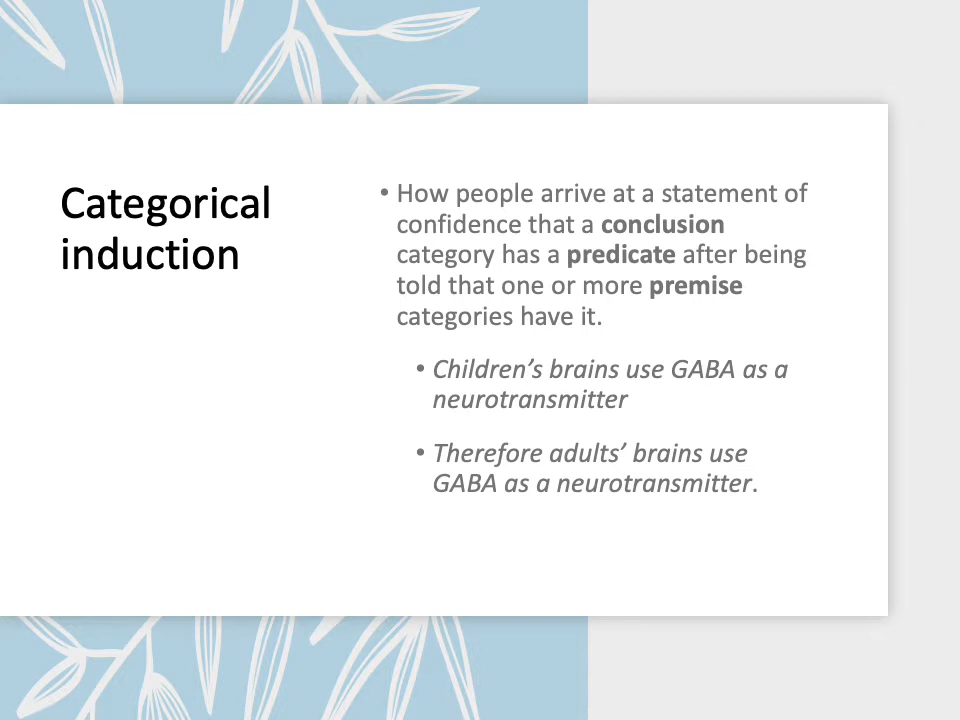 Categorical
induction
• How people arrive at a statement of
confidence that a conclusion
category has a predicate after being
told that one or more premise
categories have it.
• Children’s brains use GABA as a
neurotransmitter
• Therefore adults’ brains use
GABA as a neurotransmitter.